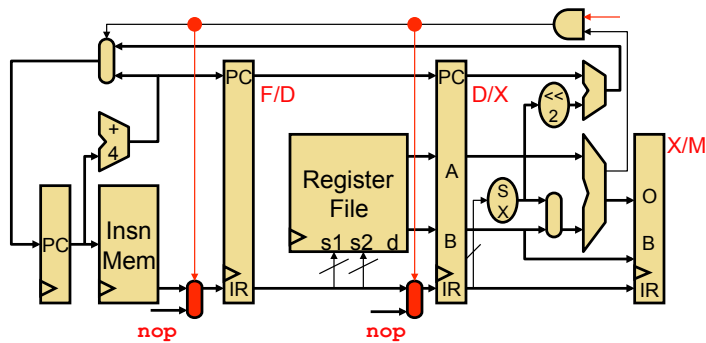 PC
PC
F/D
D/X
<<
2
+
4
X/M
Register
File
A
S
X
O
PC
Insn
Mem
s1 s2 d
B
B
IR
IR
IR
nop
nop